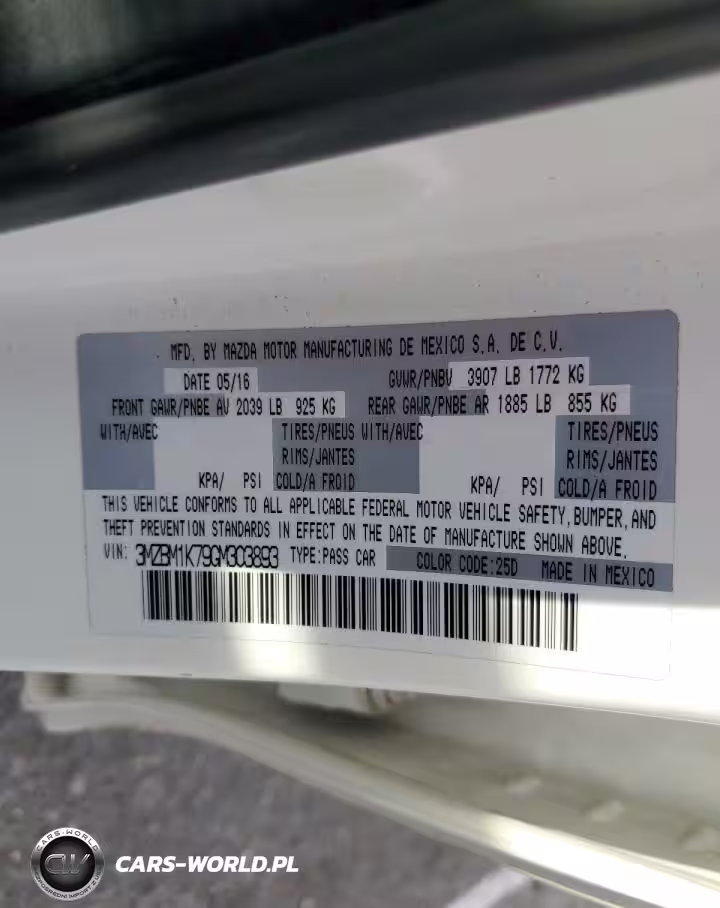 MFD. BY MAZDA MOTOR MANUFACTURING DE MEXICO S.A. DE C.V.
DATE 05/16 GVWR/PNBV 3907 LB 1772 KG
FRONT GAWR/PNBE AV 2039 LB 925 KG REAR GAWR/PNBE AR 1885 LB 855 KG
WITH/AVEC TIRES/PNEUS WITH/AVEC TIRES/PNEUS
RIMS/JANTES RIMS/JANTES
KPA/ PSI COLD/A FROID KPA/ PSI COLD/A FROID
THIS VEHICLE CONFORMS TO ALL APPLICABLE FEDERAL MOTOR VEHICLE SAFETY, BUMPER, AND
THEFT PREVENTION STANDARDS IN EFFECT ON THE DATE OF MANUFACTURE SHOWN ABOVE.
VIN: 3MZBM1K79GM303893 TYPE:PASS CAR COLOR CODE:25D MADE IN MEXICO
CARS-WORLD
CW
CARS-WORLD.PL